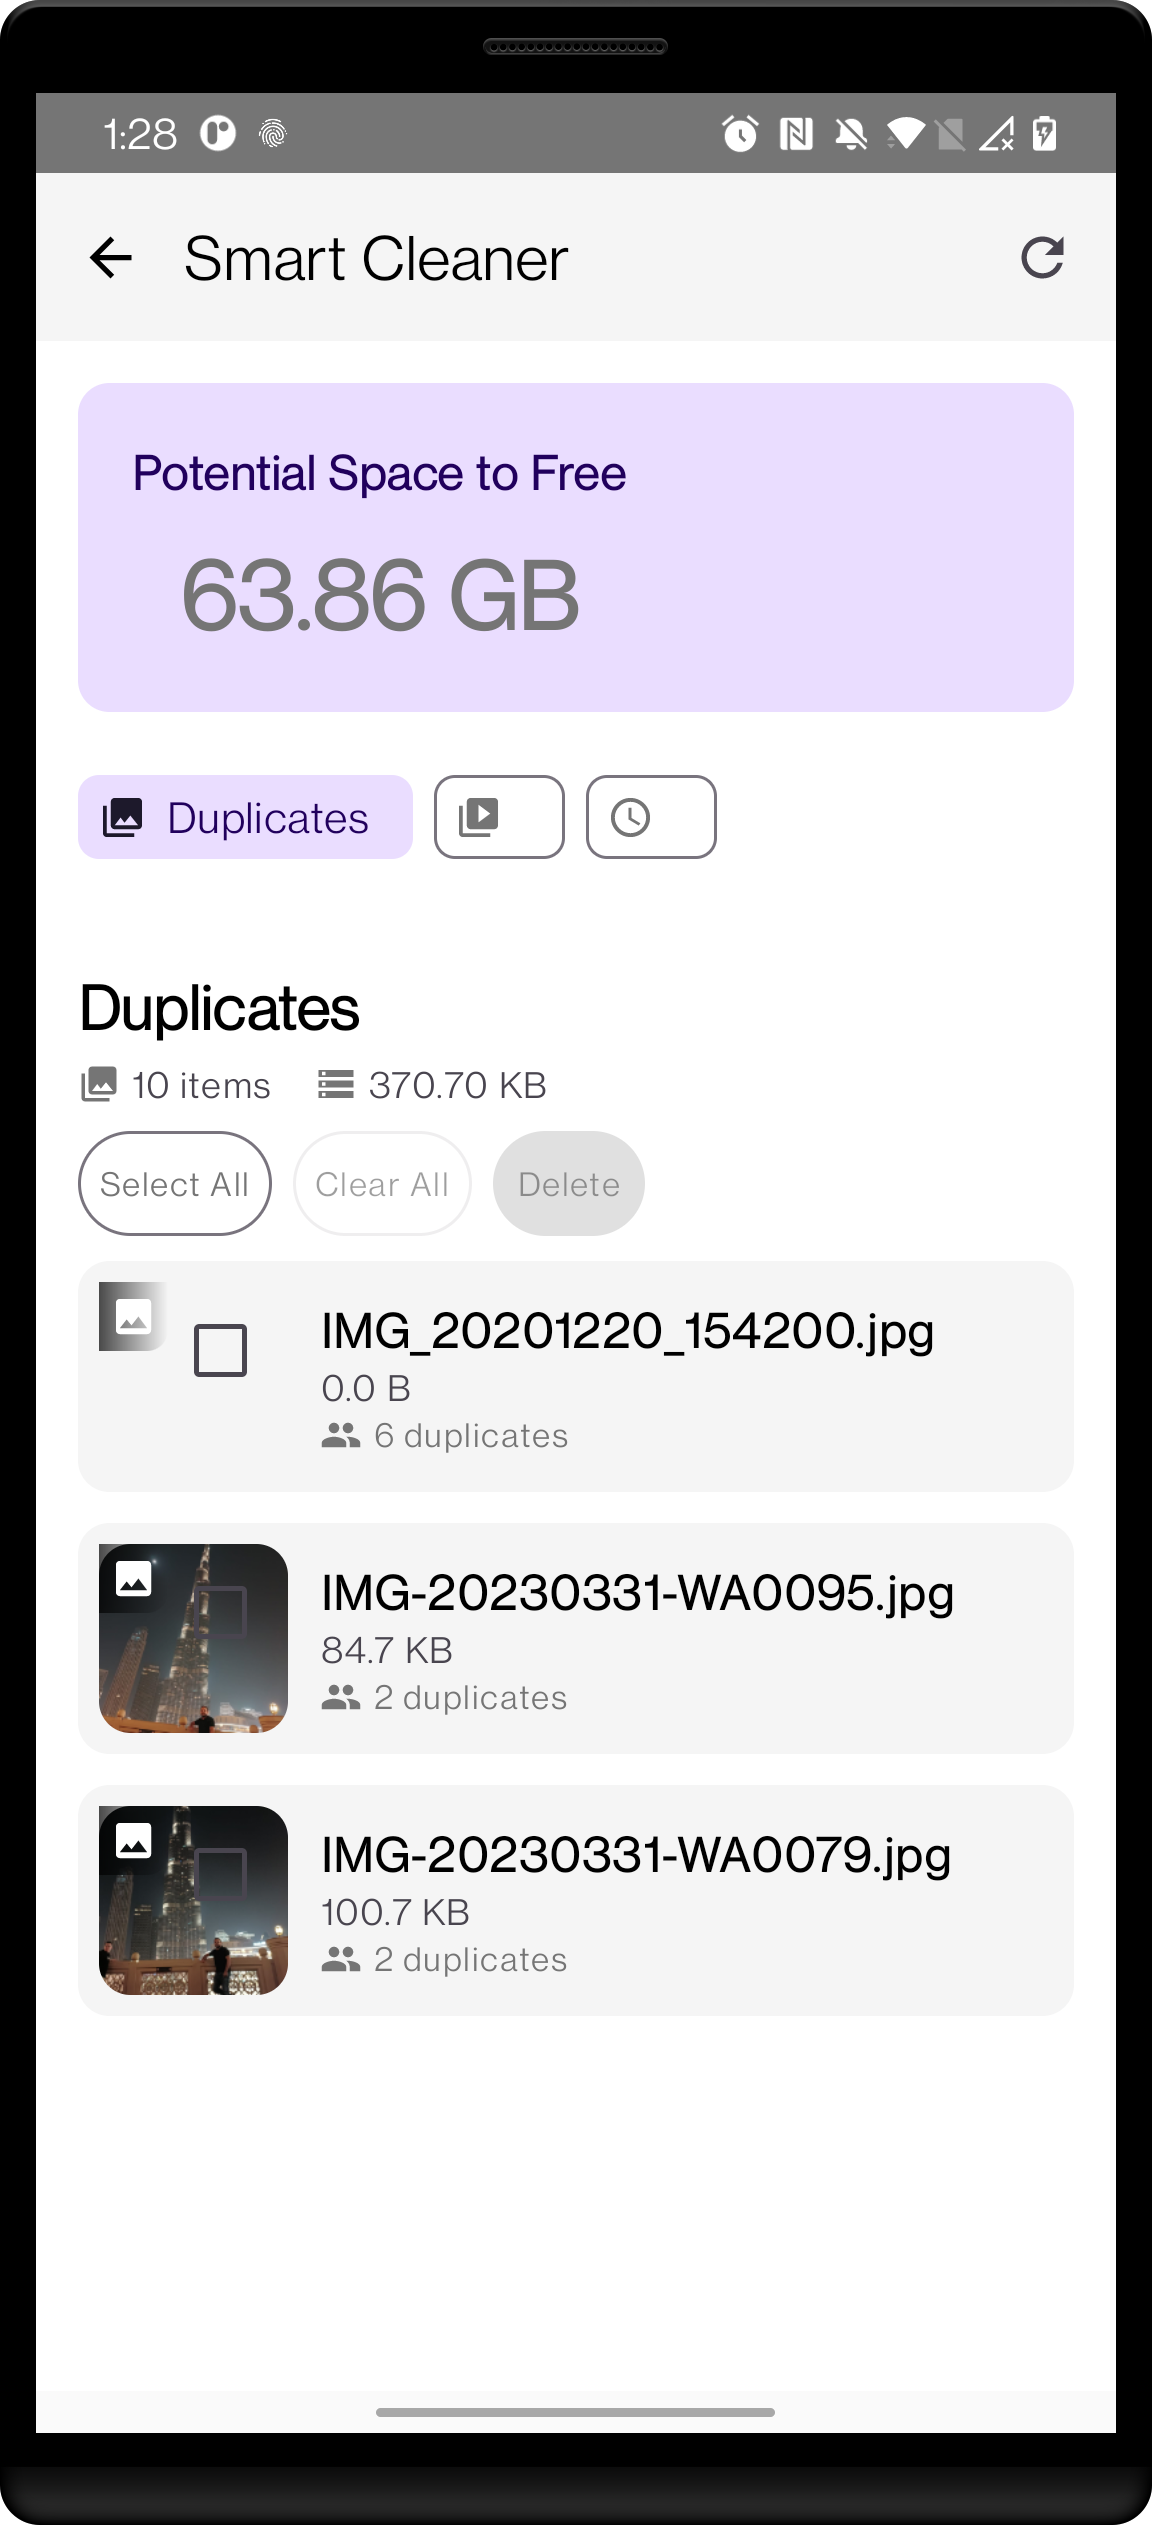 1:28
Smart Cleaner
Potential Space to Free
63.86 GB
Duplicates
Duplicates
10 items 370.70 KB
Select All Clear All Delete
IMG_20201220_154200.jpg
0.0 B
6 duplicates
IMG-20230331-WA0095.jpg
84.7 KB
2 duplicates
IMG-20230331-WA0079.jpg
100.7 KB
2 duplicates